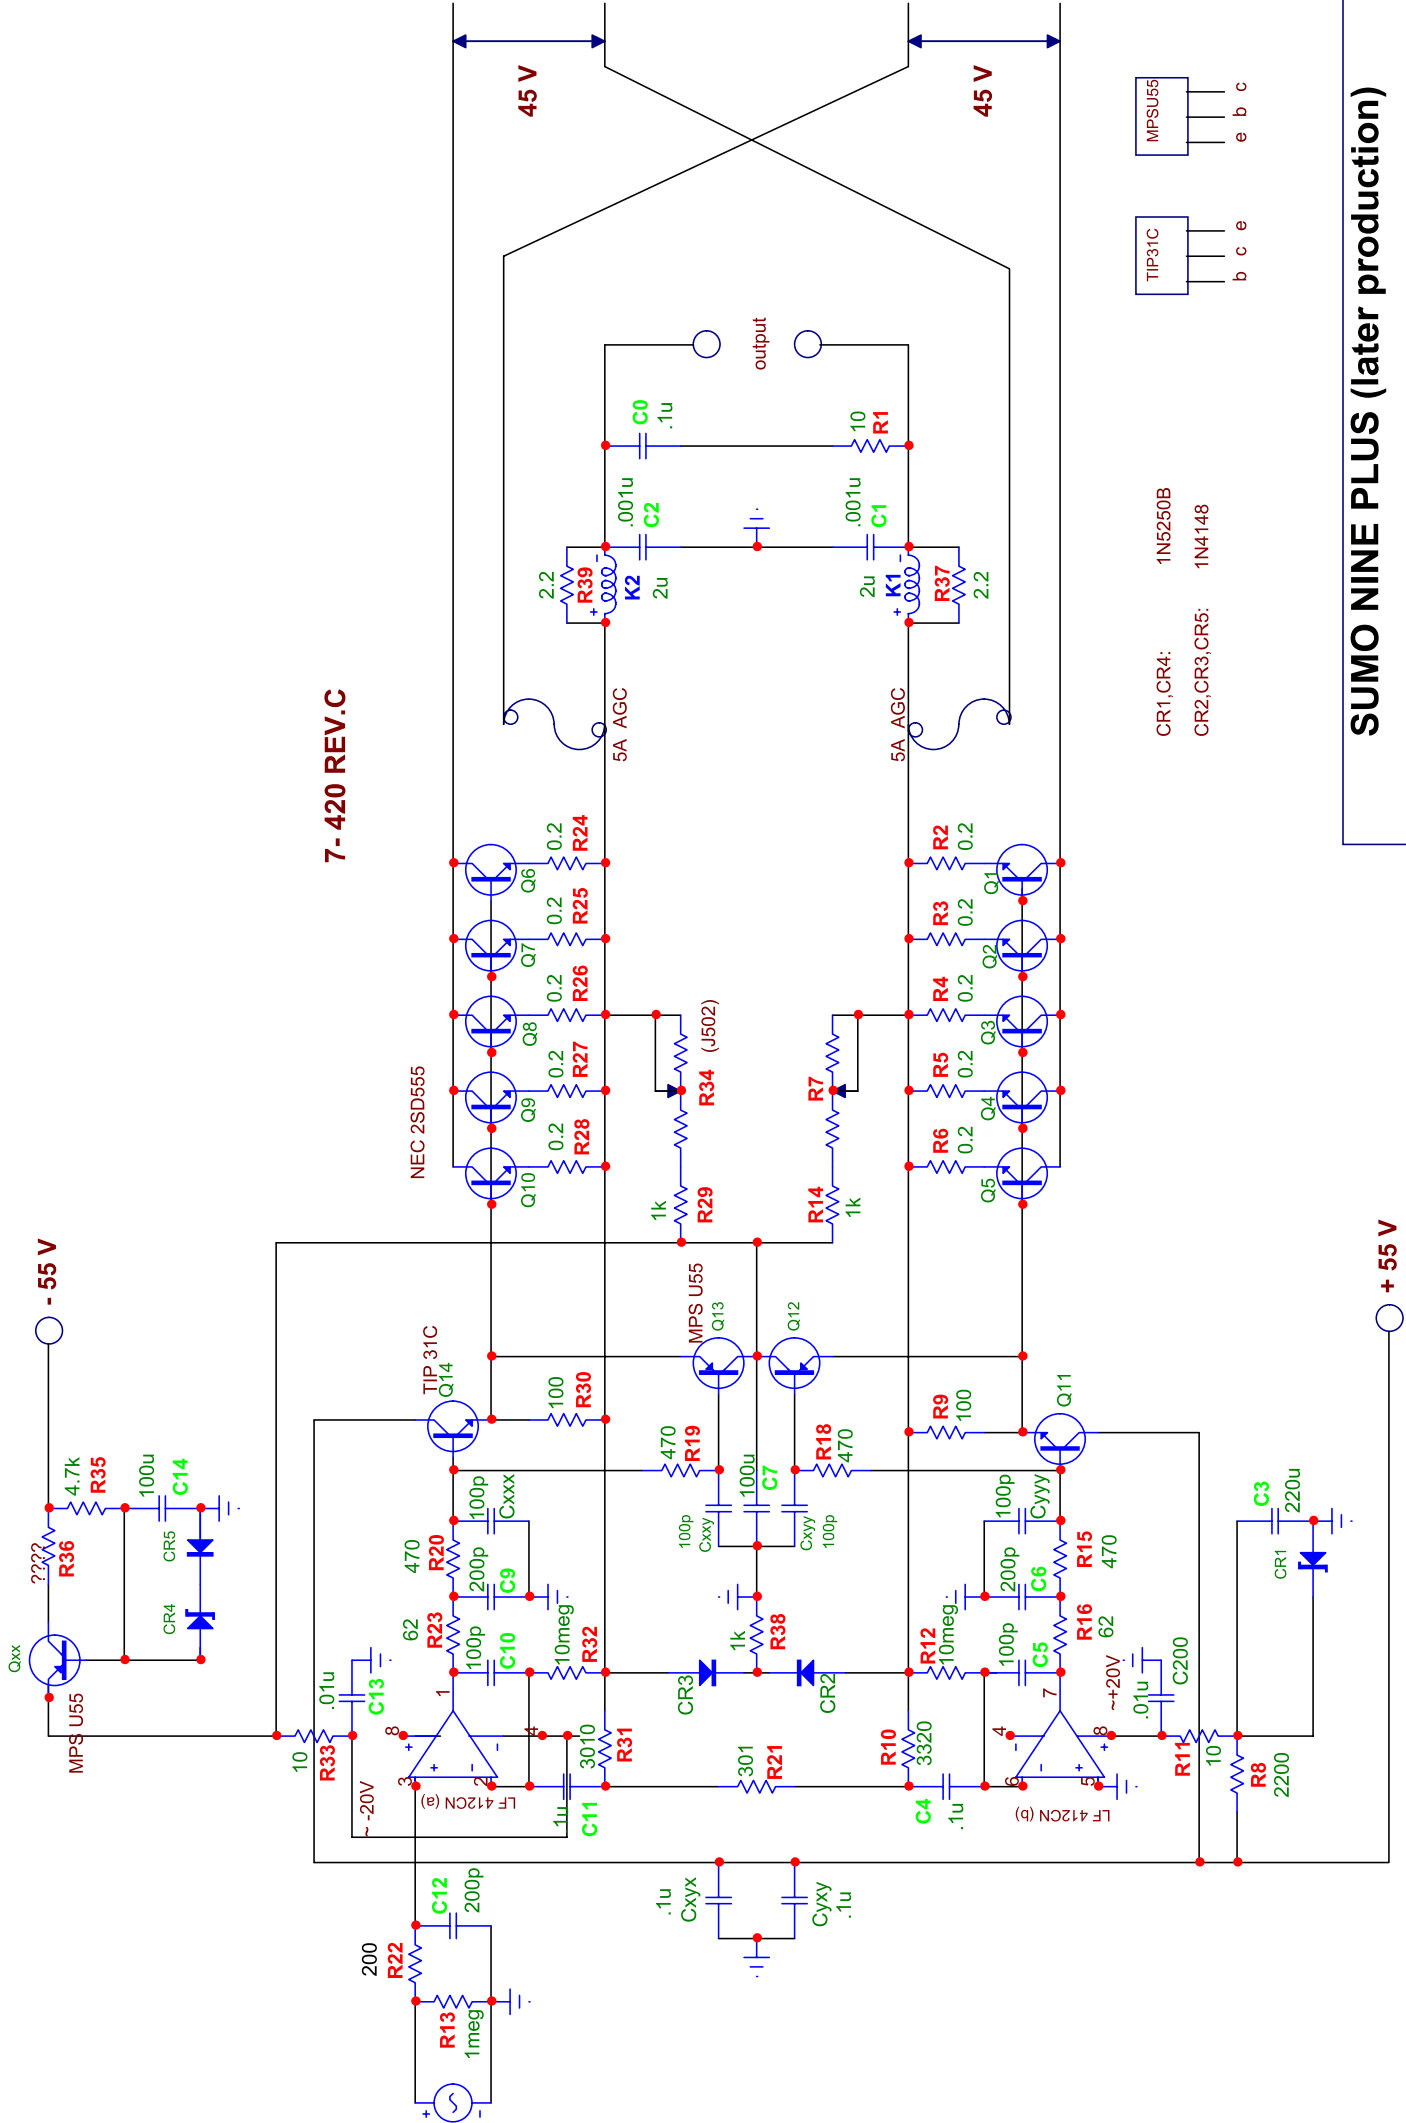 SUMO NINE PLUS (later production)
7- 420 REV.C
- 55 V
+ 55 V
45 V
45 V
MPSU55
e b c
TIP31C
b c e
CR1,CR4: 1N5250B
CR2,CR3,CR5: 1N4148
output
C0
.1u
10
R1
.001u
C2
.001u
C1
2.2
R39
+
-
K2
2u
2u
K1
+
-
R37
2.2
5A AGC
5A AGC
NEC 2SD555
Q6
Q7
Q8
Q9
Q10
0.2
R24
0.2
R25
0.2
R26
0.2
R27
0.2
R28
R2
0.2
R3
0.2
R4
0.2
R5
0.2
R6
0.2
Q1
Q2
Q3
Q4
Q5
(J502)
R34
R7
1k
R29
R14
1k
MPS U55
Q13
Q12
TIP 31C
Q14
100
R30
R9
100
Q11
470
R19
100u
C7
R18
470
100p
Cxxy
Cxyy
100p
100p
Cxxx
100p
Cyyy
470
R20
200p
C9
200p
C6
R15
470
62
R23
100p
C10
10meg
R32
R12
10meg
100p
C5
R16
62
1k
R38
CR3
CR2
4.7k
R35
100u
C14
????
R36
CR5
CR4
Qxx
MPS U55
.01u
C13
10
R33
~ -20V
8
+
4
-
3
+
2
-
1
LF 412CN (a)
1u
C11
3010
R31
301
R21
R10
3320
C4
.1u
4
-
8
+
6
-
5
+
7
LF 412CN (b)
~+20V
.01u
C200
R11
10
R8
2200
C3
220u
CR1
.1u
Cxyx
Cyxy
.1u
C12
200p
200
R22
R13
1meg
+
-